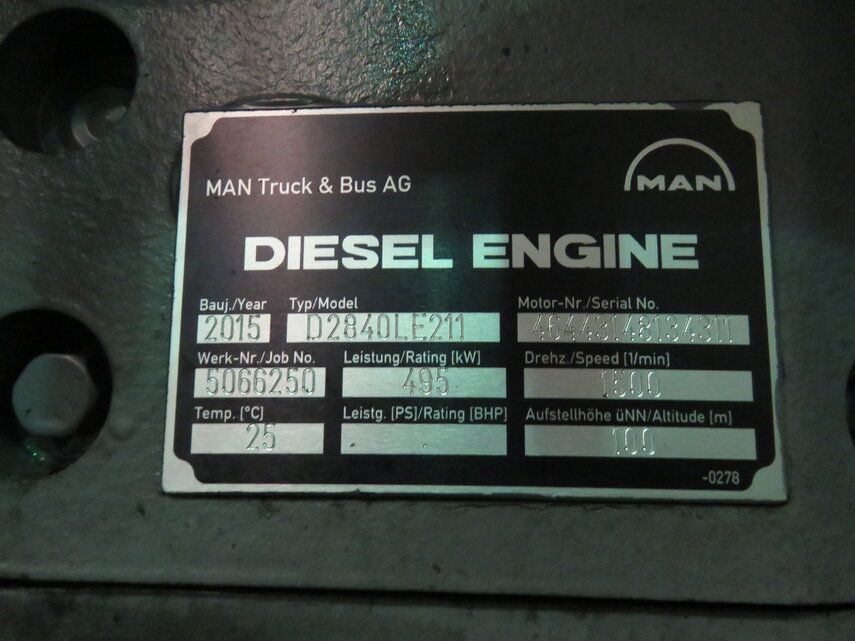 MAN Truck & Bus AG
MAN
DIESEL ENGINE
Bauj./Year Typ/Model Motor-Nr./Serial No.
2015 D2840LE211 46443148134311
Werk-Nr./Job No. Leistung/Rating [kW] Drehz./Speed [1/min]
5066250 495 1500
Temp. [°C] Leistg. [PS]/Rating [BHP] Aufstellhöhe üNN/Altitude [m]
25 . 100
-0278